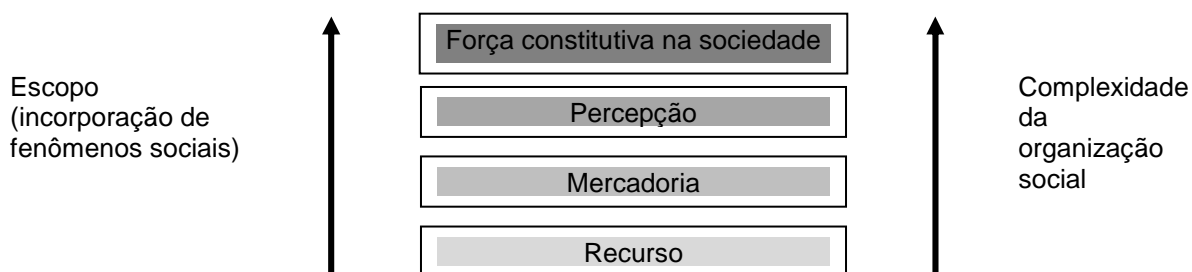 Força constitutiva na sociedade
Escopo
(incorporação de
fenômenos sociais)
Percepção
Mercadoria
Recurso
Complexidade
da
organização
social